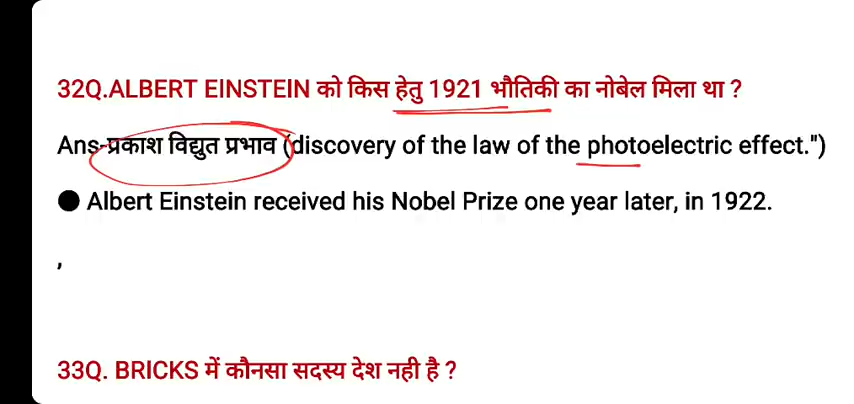 32Q.ALBERT EINSTEIN को किस हेतु 1921 भौतिकी का नोबेल मिला था ?
Ans-प्रकाश विद्युत प्रभाव (discovery of the law of the photoelectric effect.")
● Albert Einstein received his Nobel Prize one year later, in 1922.
,
33Q. BRICKS में कौनसा सदस्य देश नही है ?